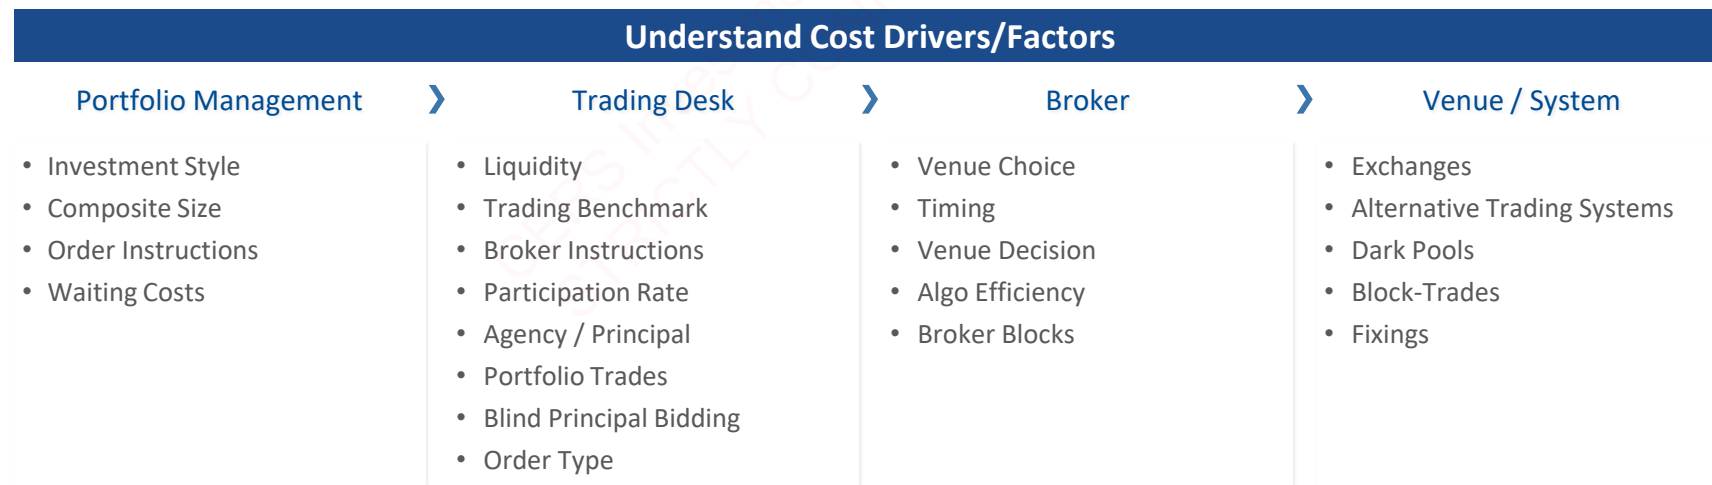 Understand Cost Drivers/Factors
Portfolio Management
Trading Desk
Broker
Venue / System
• Investment Style
• Composite Size
• Order Instructions
• Waiting Costs
• Liquidity
• Trading Benchmark
• Broker Instructions
• Participation Rate
• Agency / Principal
• Portfolio Trades
• Blind Principal Bidding
• Order Type
• Venue Choice
• Timing
• Venue Decision
• Algo Efficiency
• Broker Blocks
• Exchanges
• Alternative Trading Systems
• Dark Pools
• Block-Trades
• Fixings
STRICTLY